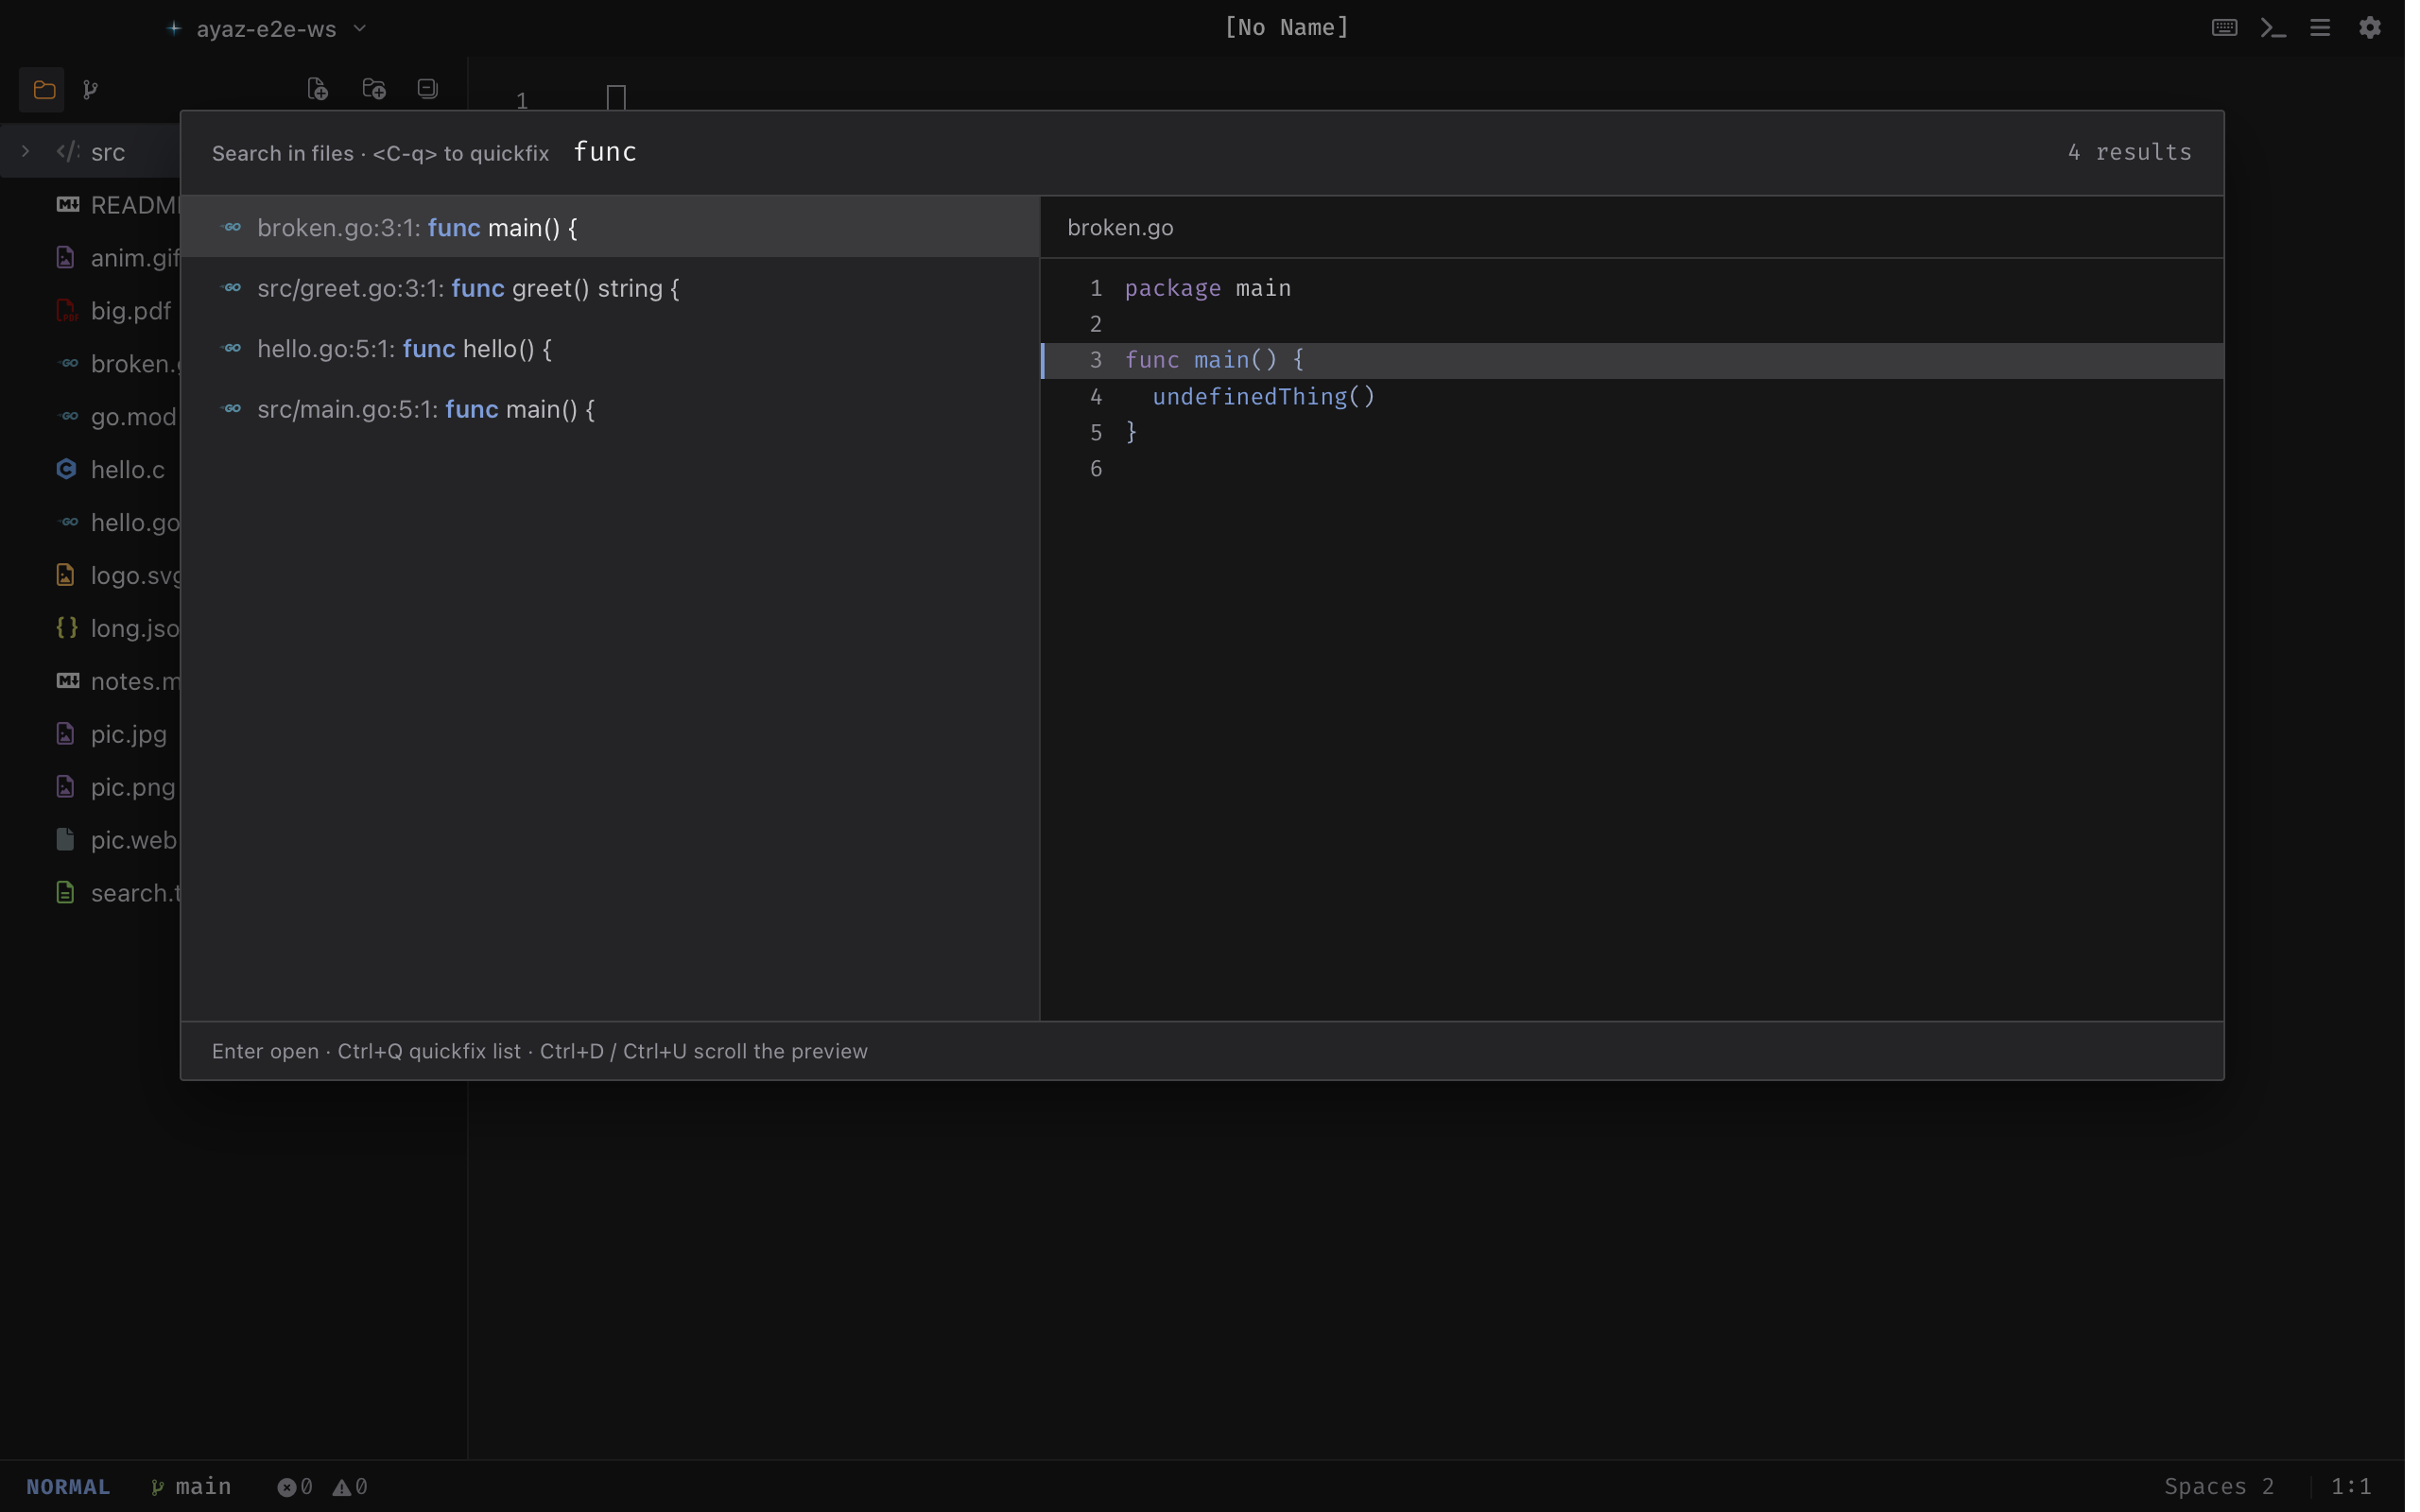 ayaz-e2e-ws
[No Name]
1
src
Search in files · <C-q> to quickfix func
4 results
READM
broken.go:3:1: func main() {
src/greet.go:3:1: func greet() string {
hello.go:5:1: func hello() {
src/main.go:5:1: func main() {
broken.go
1 package main
2
3 func main() {
4 undefinedThing()
5 }
6
anim.gif
big.pdf
broken.g
go.mod
hello.c
hello.go
logo.svg
long.jso
notes.m
pic.jpg
pic.png
pic.web
search.t
Enter open · Ctrl+Q quickfix list · Ctrl+D / Ctrl+U scroll the preview
NORMAL main 0 0
Spaces 2 1:1